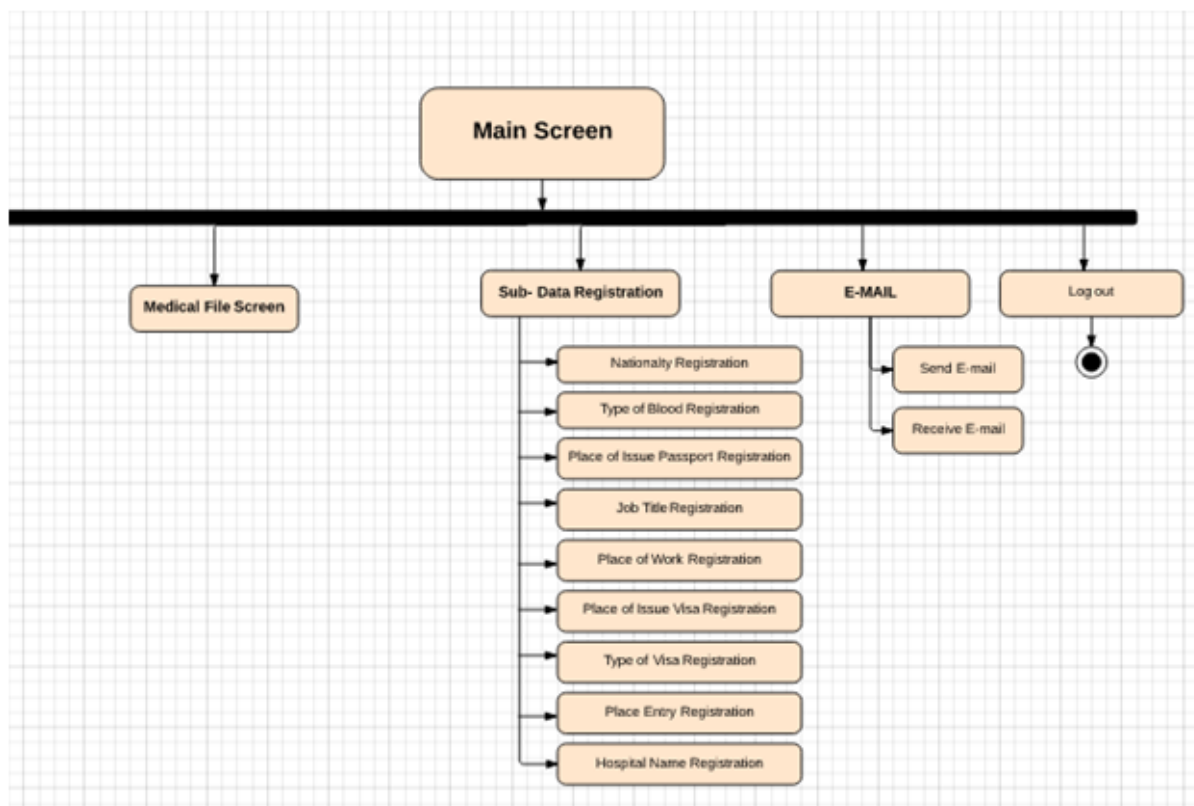 Main Screen
Medical File Screen
Sub- Data Registration
E-MAIL
Log out
Nationalty Registration
Type of Blood Registration
Place of Issue Passport Registration
Job Title Registration
Place of Work Registration
Place of Issue Visa Registration
Type of Visa Registration
Place Entry Registration
Hospital Name Registration
Send E-mail
Receive E-mail